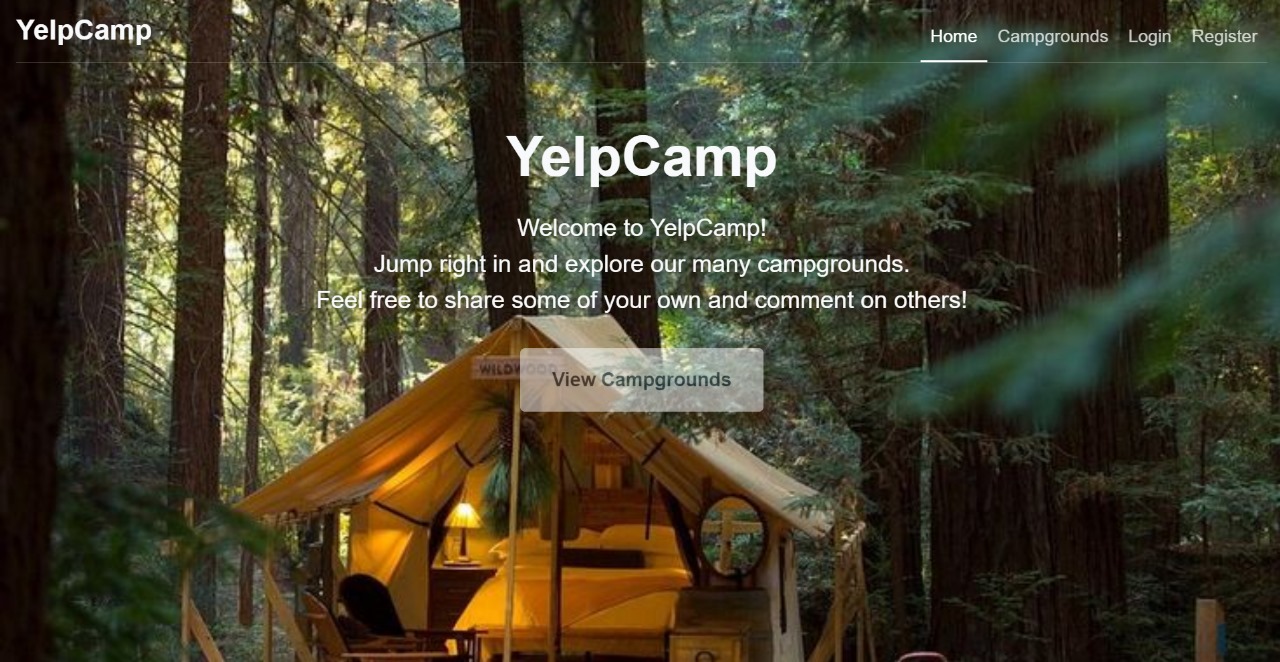 YelpCamp
Home Campgrounds Login Register
YelpCamp
Welcome to YelpCamp!
Jump right in and explore our many campgrounds.
Feel free to share some of your own and comment on others!
WILDWOOD
View Campgrounds